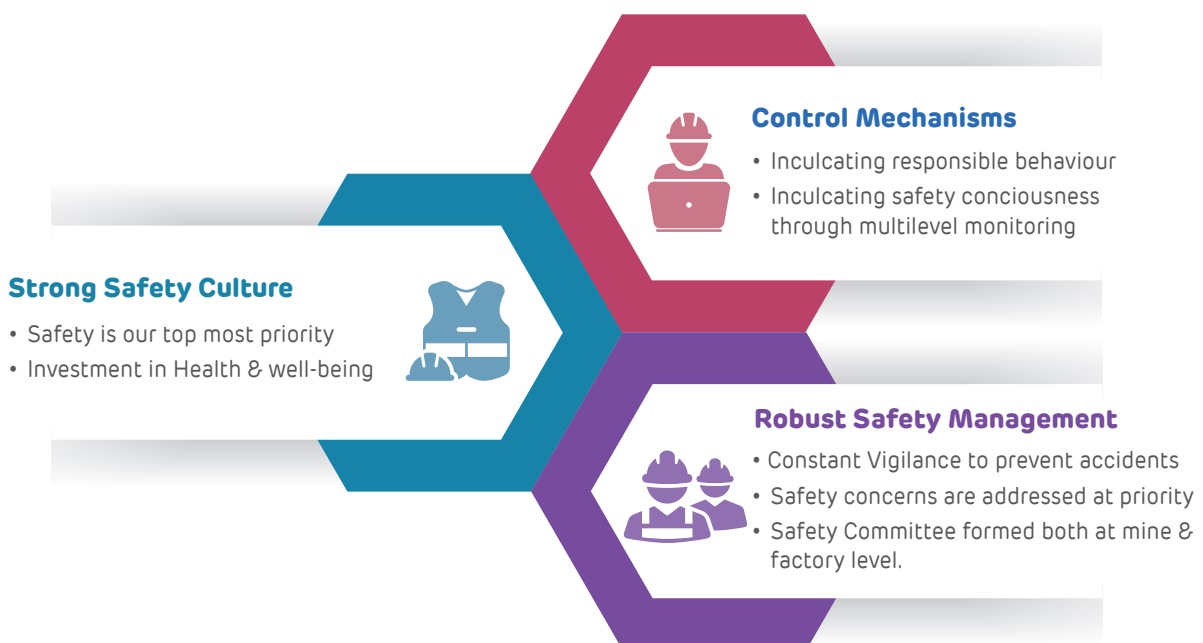 Strong Safety Culture
• Safety is our top most priority
• Investment in Health & well-being
Control Mechanisms
• Inculcating responsible behaviour
• Inculcating safety conciousness
through multilevel monitoring
Robust Safety Management
• Constant Vigilance to prevent accidents
• Safety concerns are addressed at priority
• Safety Committee formed both at mine &
factory level.